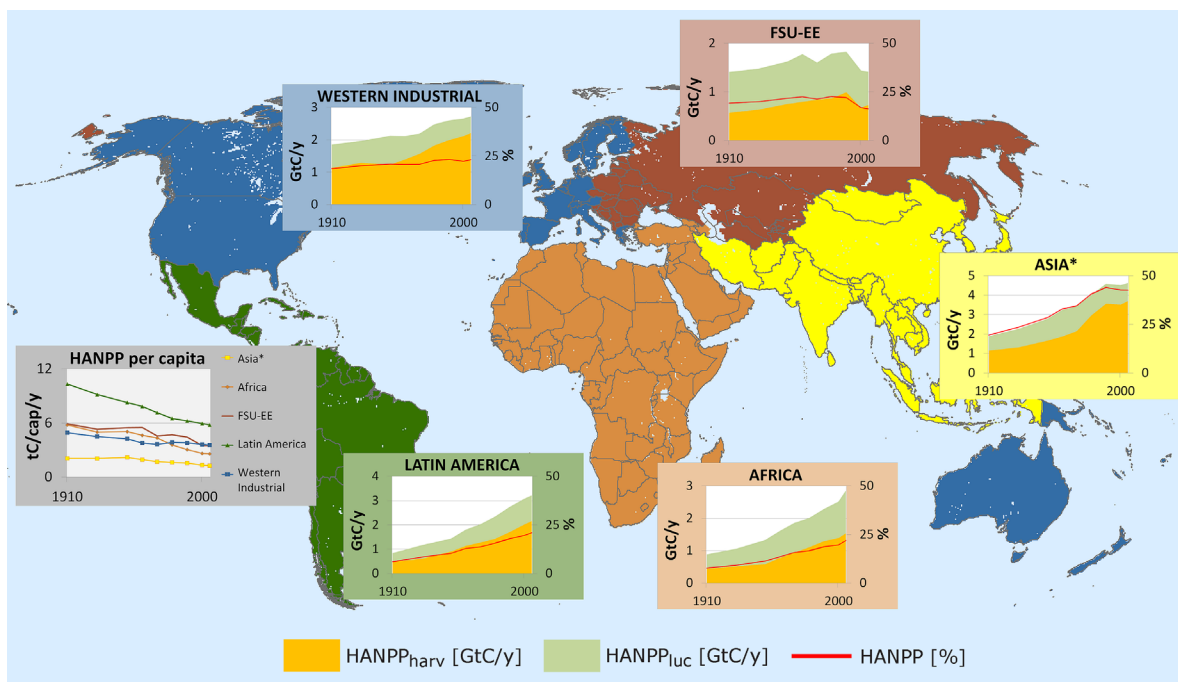 FSU-EE
2
1
0
GtC/y
50
25
0
%
1910
2000
WESTERN INDUSTRIAL
3
2
1
0
GtC/y
50
25
0
%
1910
2000
ASIA*
5
4
3
2
1
0
GtC/y
50
25
0
%
1910
2000
HANPP per capita
12
6
0
tC/cap/y
1910
2000
Asia*
Africa
FSU-EE
Latin America
Western
Industrial
LATIN AMERICA
4
3
2
1
0
GtC/y
50
25
0
%
1910
2000
AFRICA
3
2
1
0
GtC/y
50
25
0
%
1910
2000
HANPPharv [GtC/y]
HANPPluc [GtC/y]
HANPP [%]